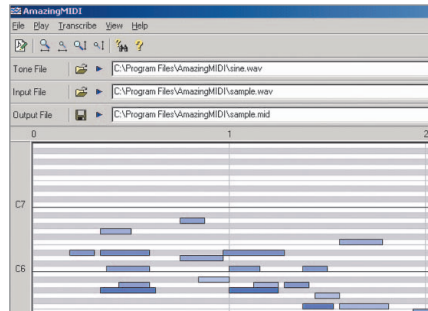 AmazingMIDI
File Play Transcribe View Help
Tone File C:\Program Files\AmazingMIDI\sine.wav
Input File C:\Program Files\AmazingMIDI\sample.wav
Output File C:\Program Files\AmazingMIDI\sample.mid
0 1 2
C7
C6